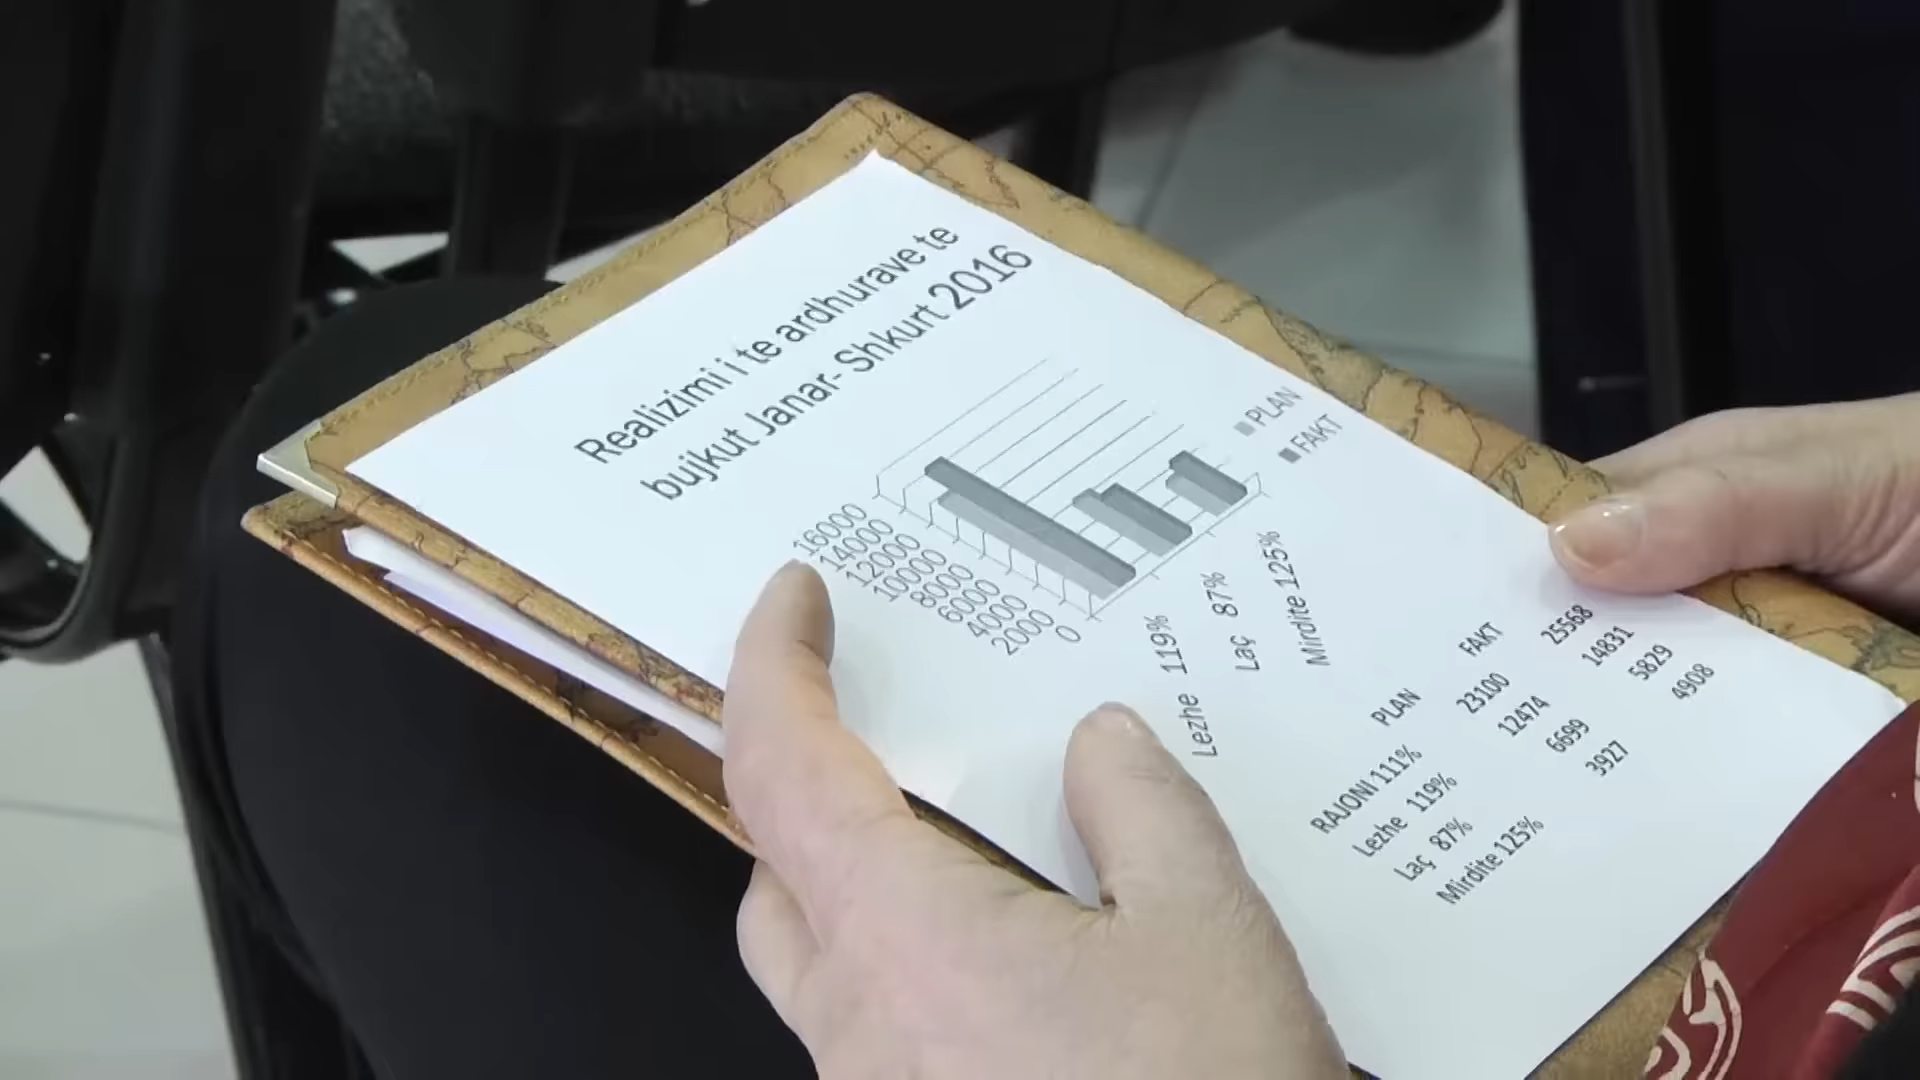 Realizimi i te ardhurave te
bujkut Janar- Shkurt 2016
16000
14000
12000
10000
8000
6000
4000
2000
0
PLAN
FAKT
Lezhe 119%
Laç 87%
Mirdite 125%
PLAN FAKT
RAJONI 111% 23100 25568
Lezhe 119% 12474 14831
Laç 87% 6699 5829
Mirdite 125% 3927 4908